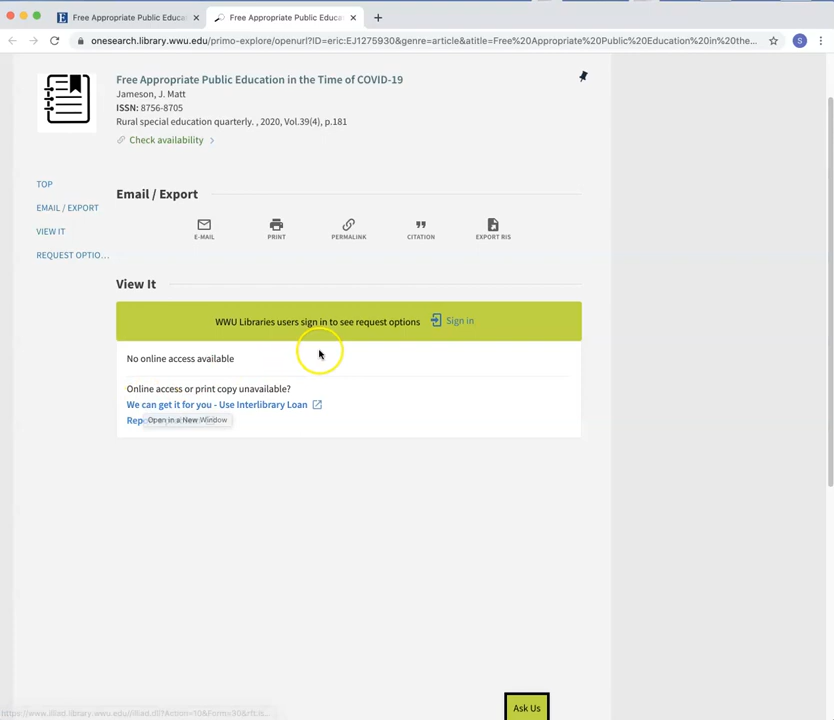 Free Appropriate Public Educati
Free Appropriate Public Educat
onesearch.library.wwu.edu/primo-explore/openurl?ID=eric:EJ1275930&genre=article&atitle=Free%20Appropriate%20Public%20Education%20in%20the...
S
Free Appropriate Public Education in the Time of COVID-19
Jameson, J. Matt
ISSN: 8756-8705
Rural special education quarterly. , 2020, Vol.39(4), p.181
Check availability
TOP
EMAIL / EXPORT
VIEW IT
REQUEST OPTIO...
Email / Export
E-MAIL
PRINT
PERMALINK
CITATION
EXPORT RIS
View It
WWU Libraries users sign in to see request options
Sign in
No online access available
Online access or print copy unavailable?
We can get it for you - Use Interlibrary Loan
Rep
Open in a New Window
Ask Us